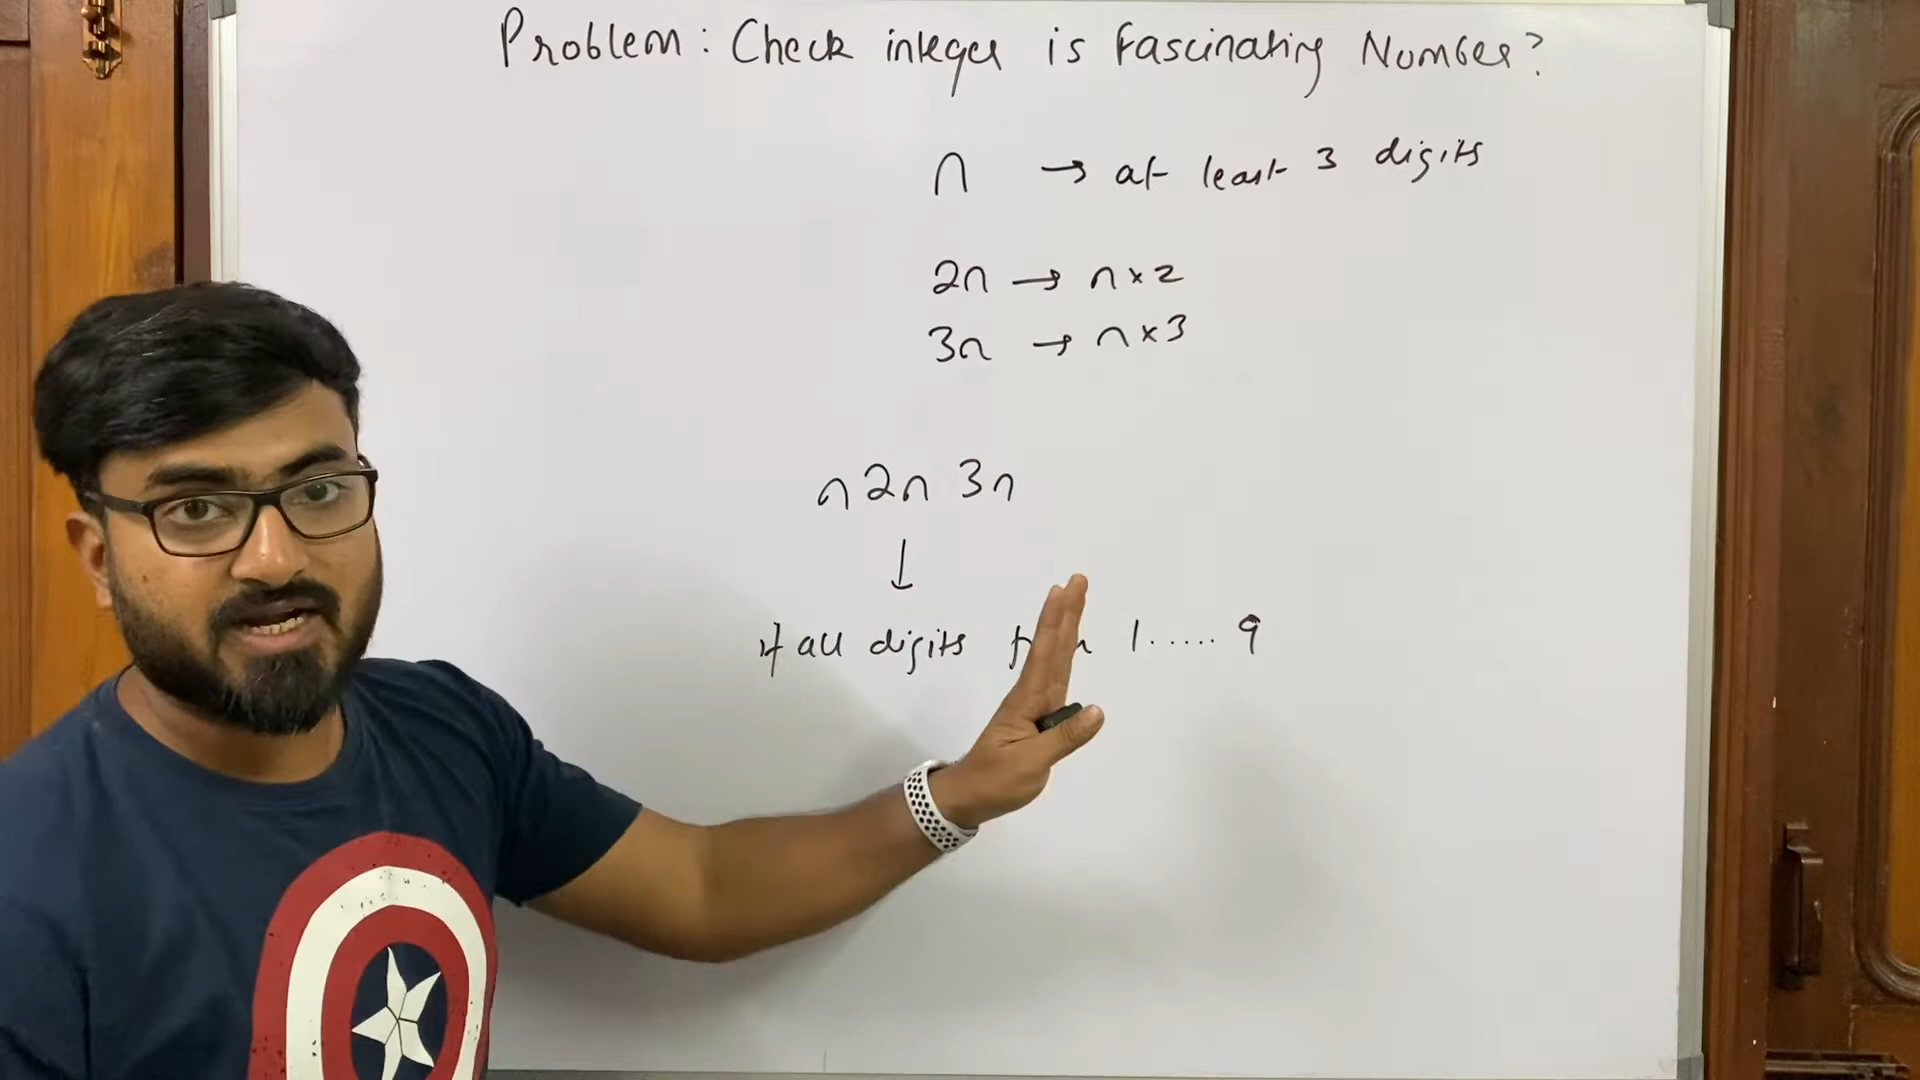 Problem: Check integer is Fascinating Number?
n → at least 3 digits
2n → n x 2
3n → n x 3
n 2n 3n
↓
if all digits 1.....9